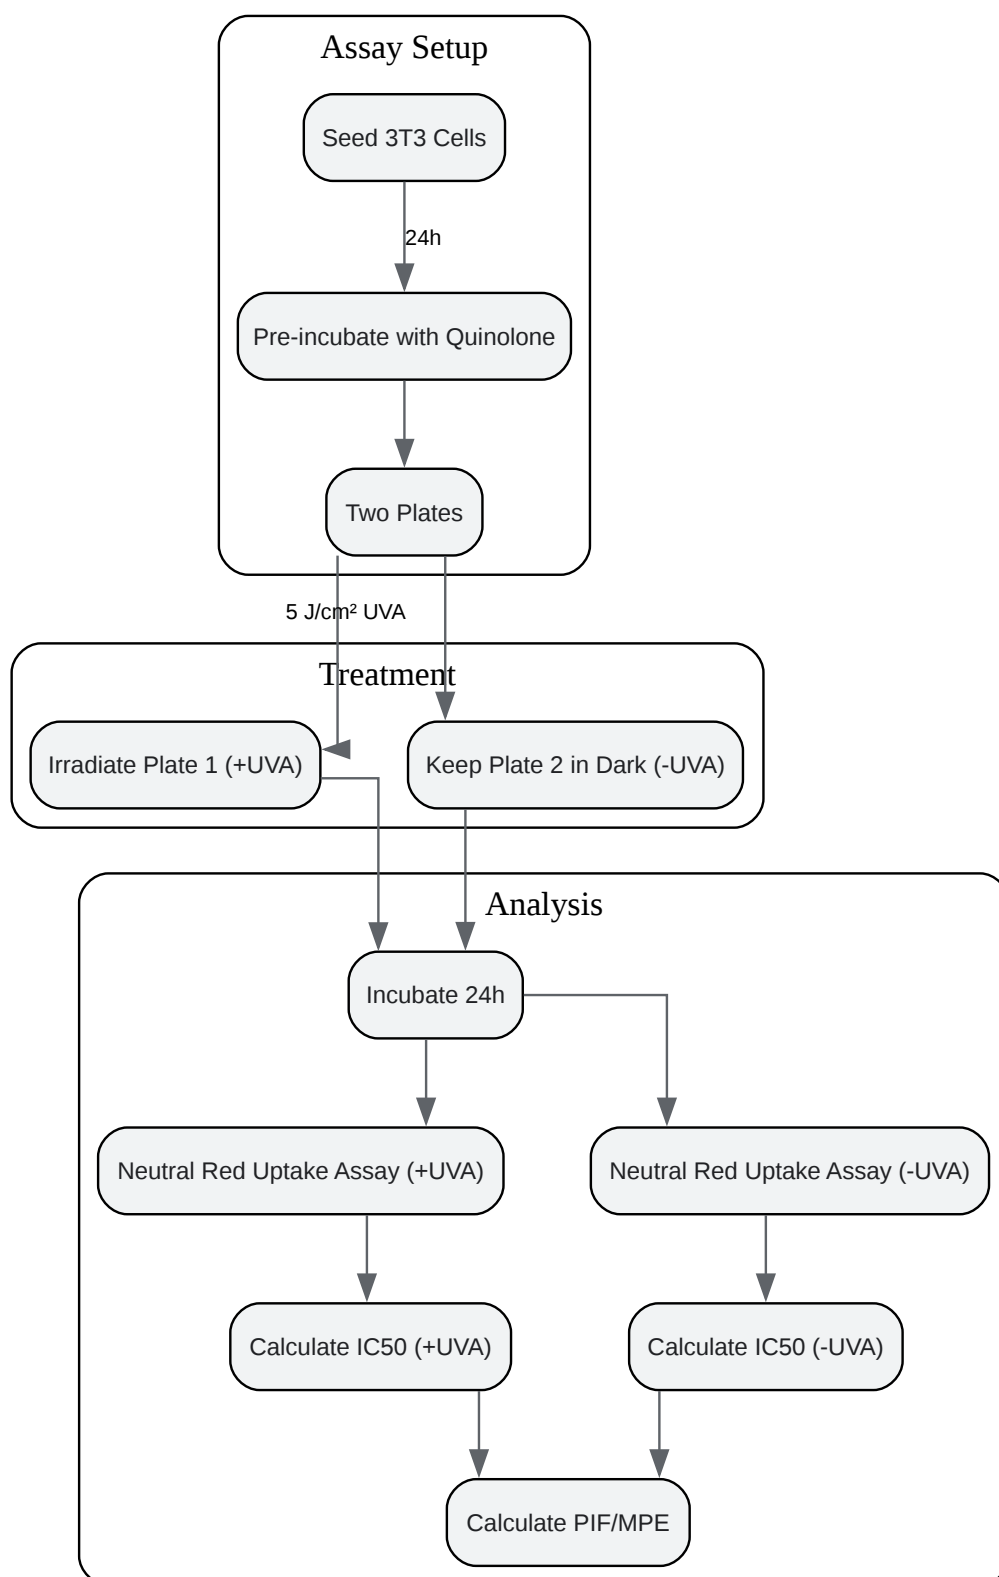 Assay Setup
Seed 3T3 Cells
24h
Pre-incubate with Quinolone
Two Plates
5 J/cm² UVA
Treatment
Irradiate Plate 1 (+UVA)
Keep Plate 2 in Dark (-UVA)
Analysis
Incubate 24h
Neutral Red Uptake Assay (+UVA)
Neutral Red Uptake Assay (-UVA)
Calculate IC50 (+UVA)
Calculate IC50 (-UVA)
Calculate PIF/MPE